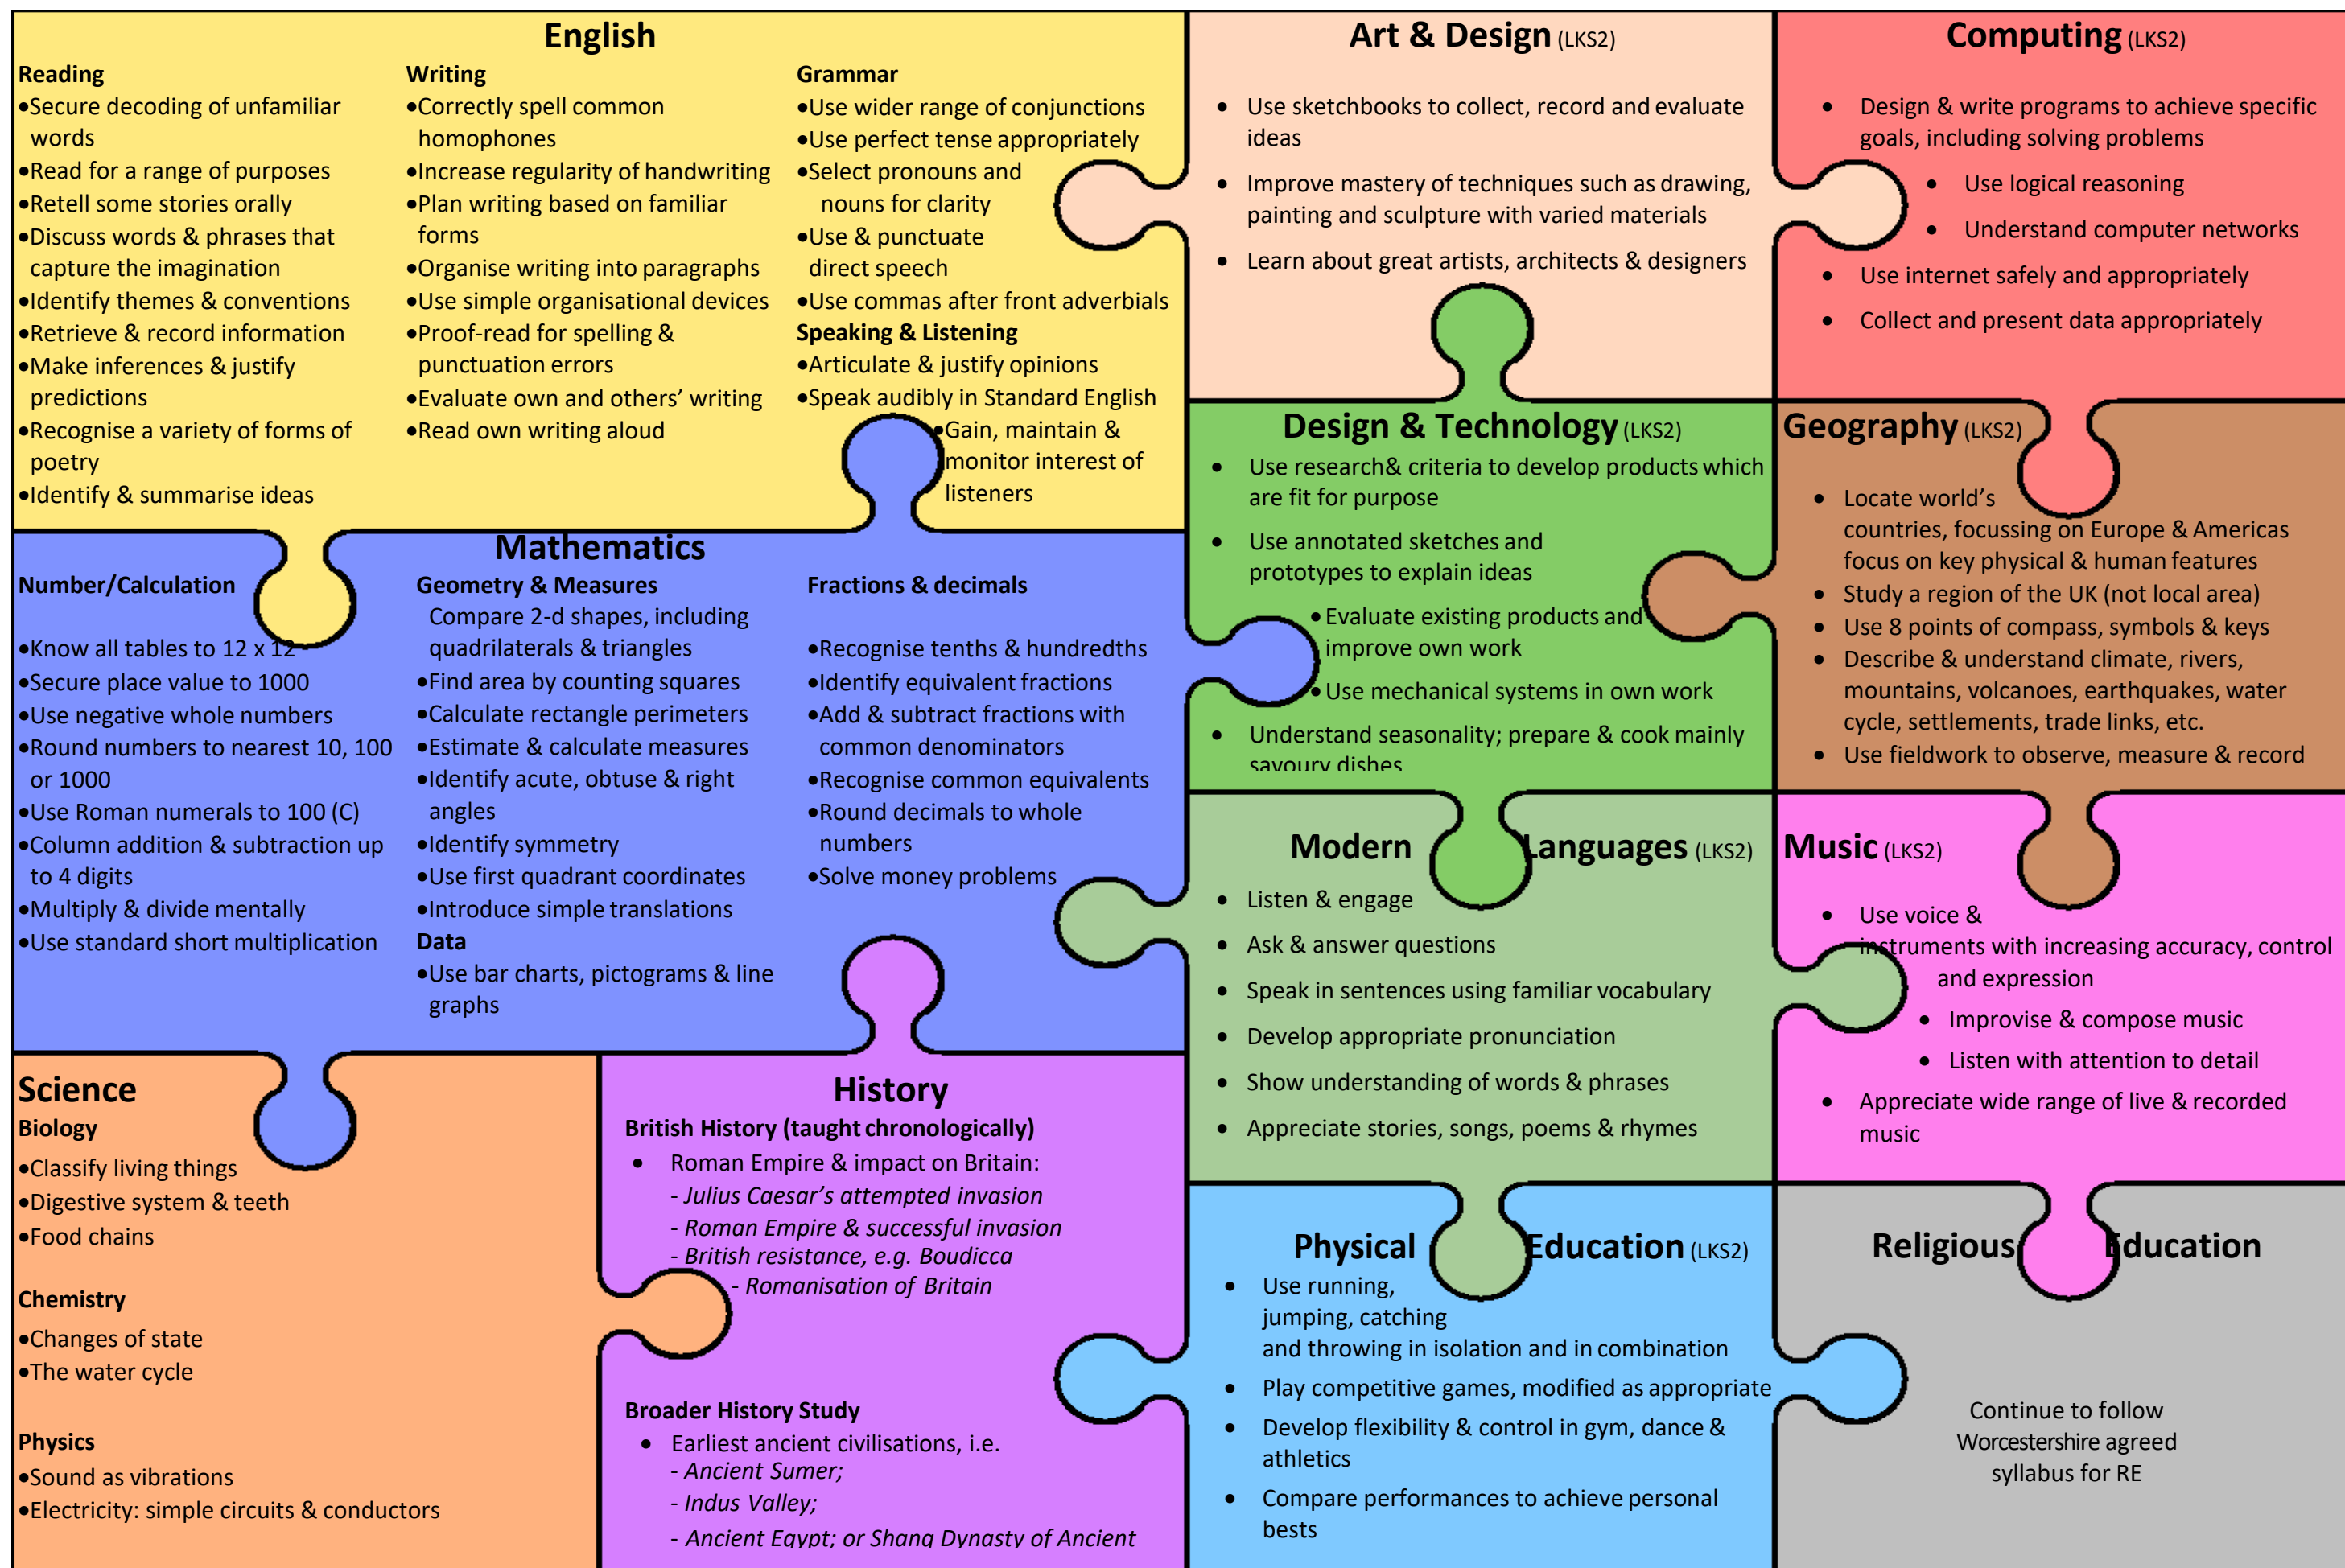 English
Reading
•Secure decoding of unfamiliar
words
•Read for a range of purposes
•Retell some stories orally
•Discuss words & phrases that
capture the imagination
•Identify themes & conventions
•Retrieve & record information
•Make inferences & justify
predictions
•Recognise a variety of forms of
poetry
•Identify & summarise ideas
Writing
•Correctly spell common
homophones
•Increase regularity of handwriting
•Plan writing based on familiar
forms
•Organise writing into paragraphs
•Use simple organisational devices
•Proof-read for spelling &
punctuation errors
•Evaluate own and others’ writing
•Read own writing aloud
Grammar
•Use wider range of conjunctions
•Use perfect tense appropriately
•Select pronouns and
nouns for clarity
•Use & punctuate
direct speech
•Use commas after front adverbials
Speaking & Listening
•Articulate & justify opinions
•Speak audibly in Standard English
•Gain, maintain &
monitor interest of
listeners
Art & Design (LKS2)
• Use sketchbooks to collect, record and evaluate
ideas
• Improve mastery of techniques such as drawing,
painting and sculpture with varied materials
• Learn about great artists, architects & designers
Computing (LKS2)
• Design & write programs to achieve specific
goals, including solving problems
• Use logical reasoning
• Understand computer networks
• Use internet safely and appropriately
• Collect and present data appropriately
Mathematics
Number/Calculation
•Know all tables to 12 x 12
•Secure place value to 1000
•Use negative whole numbers
•Round numbers to nearest 10, 100
or 1000
•Use Roman numerals to 100 (C)
•Column addition & subtraction up
to 4 digits
•Multiply & divide mentally
•Use standard short multiplication
Geometry & Measures
Compare 2-d shapes, including
quadrilaterals & triangles
•Find area by counting squares
•Calculate rectangle perimeters
•Estimate & calculate measures
•Identify acute, obtuse & right
angles
•Identify symmetry
•Use first quadrant coordinates
•Introduce simple translations
Data
•Use bar charts, pictograms & line
graphs
Fractions & decimals
•Recognise tenths & hundredths
•Identify equivalent fractions
•Add & subtract fractions with
common denominators
•Recognise common equivalents
•Round decimals to whole
numbers
•Solve money problems
Design & Technology (LKS2)
• Use research& criteria to develop products which
are fit for purpose
• Use annotated sketches and
prototypes to explain ideas
• Evaluate existing products and
improve own work
• Use mechanical systems in own work
• Understand seasonality; prepare & cook mainly
savoury dishes
Geography (LKS2)
• Locate world’s
countries, focussing on Europe & Americas
focus on key physical & human features
• Study a region of the UK (not local area)
• Use 8 points of compass, symbols & keys
• Describe & understand climate, rivers,
mountains, volcanoes, earthquakes, water
cycle, settlements, trade links, etc.
• Use fieldwork to observe, measure & record
Modern Languages (LKS2)
• Listen & engage
• Ask & answer questions
• Speak in sentences using familiar vocabulary
• Develop appropriate pronunciation
• Show understanding of words & phrases
• Appreciate stories, songs, poems & rhymes
Music (LKS2)
• Use voice &
instruments with increasing accuracy, control
and expression
• Improvise & compose music
• Listen with attention to detail
• Appreciate wide range of live & recorded
music
Science
Biology
•Classify living things
•Digestive system & teeth
•Food chains
Chemistry
•Changes of state
•The water cycle
Physics
•Sound as vibrations
•Electricity: simple circuits & conductors
History
British History (taught chronologically)
• Roman Empire & impact on Britain:
- Julius Caesar’s attempted invasion
- Roman Empire & successful invasion
- British resistance, e.g. Boudicca
- Romanisation of Britain
Broader History Study
• Earliest ancient civilisations, i.e.
- Ancient Sumer;
- Indus Valley;
- Ancient Egypt; or Shang Dynasty of Ancient
Physical Education (LKS2)
• Use running,
jumping, catching
and throwing in isolation and in combination
• Play competitive games, modified as appropriate
• Develop flexibility & control in gym, dance &
athletics
• Compare performances to achieve personal
bests
Religious Education
Continue to follow
Worcestershire agreed
syllabus for RE